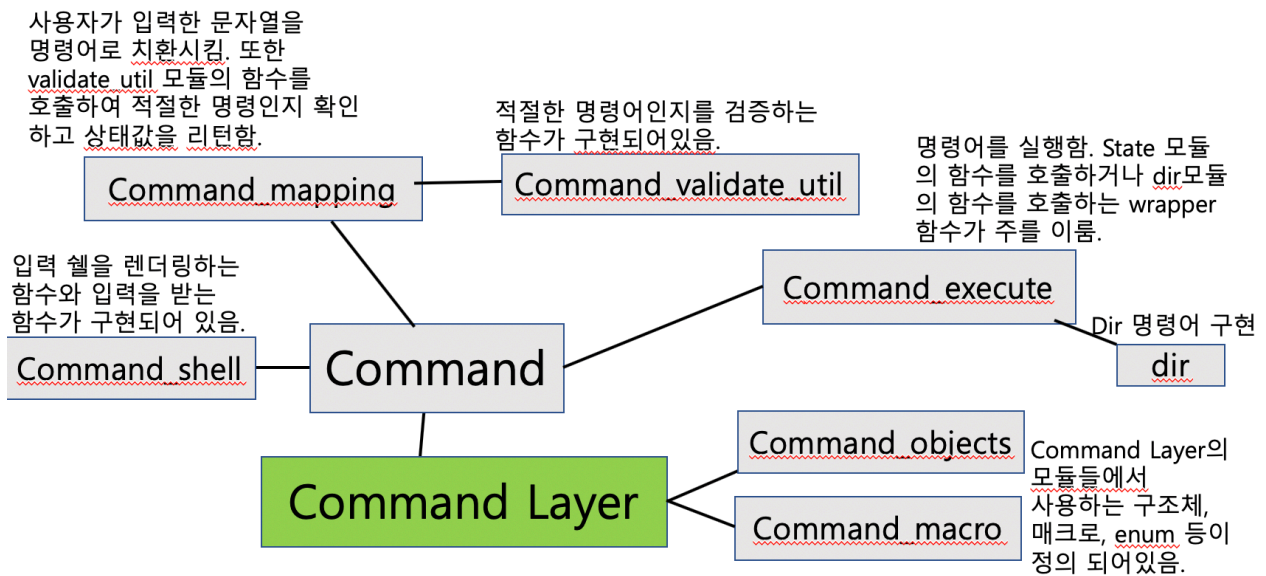 사용자가 입력한 문자열을
명령어로 치환시킴. 또한
validate_util 모듈의 함수를
호출하여 적절한 명령인지 확인
하고 상태값을 리턴함.
Command_mapping
적절한 명령어인지를 검증하는
함수가 구현되어있음.
Command_validate_util
명령어를 실행함. State 모듈
의 함수를 호출하거나 dir모듈
의 함수를 호출하는 wrapper
함수가 주를 이룸.
Command_execute
Dir 명령어 구현
dir
입력 쉘을 렌더링하는
함수와 입력을 받는
함수가 구현되어 있음.
Command_shell
Command
Command Layer
Command_objects
Command_macro
Command Layer의
모듈들에서
사용하는 구조체,
매크로, enum 등이
정의 되어있음.